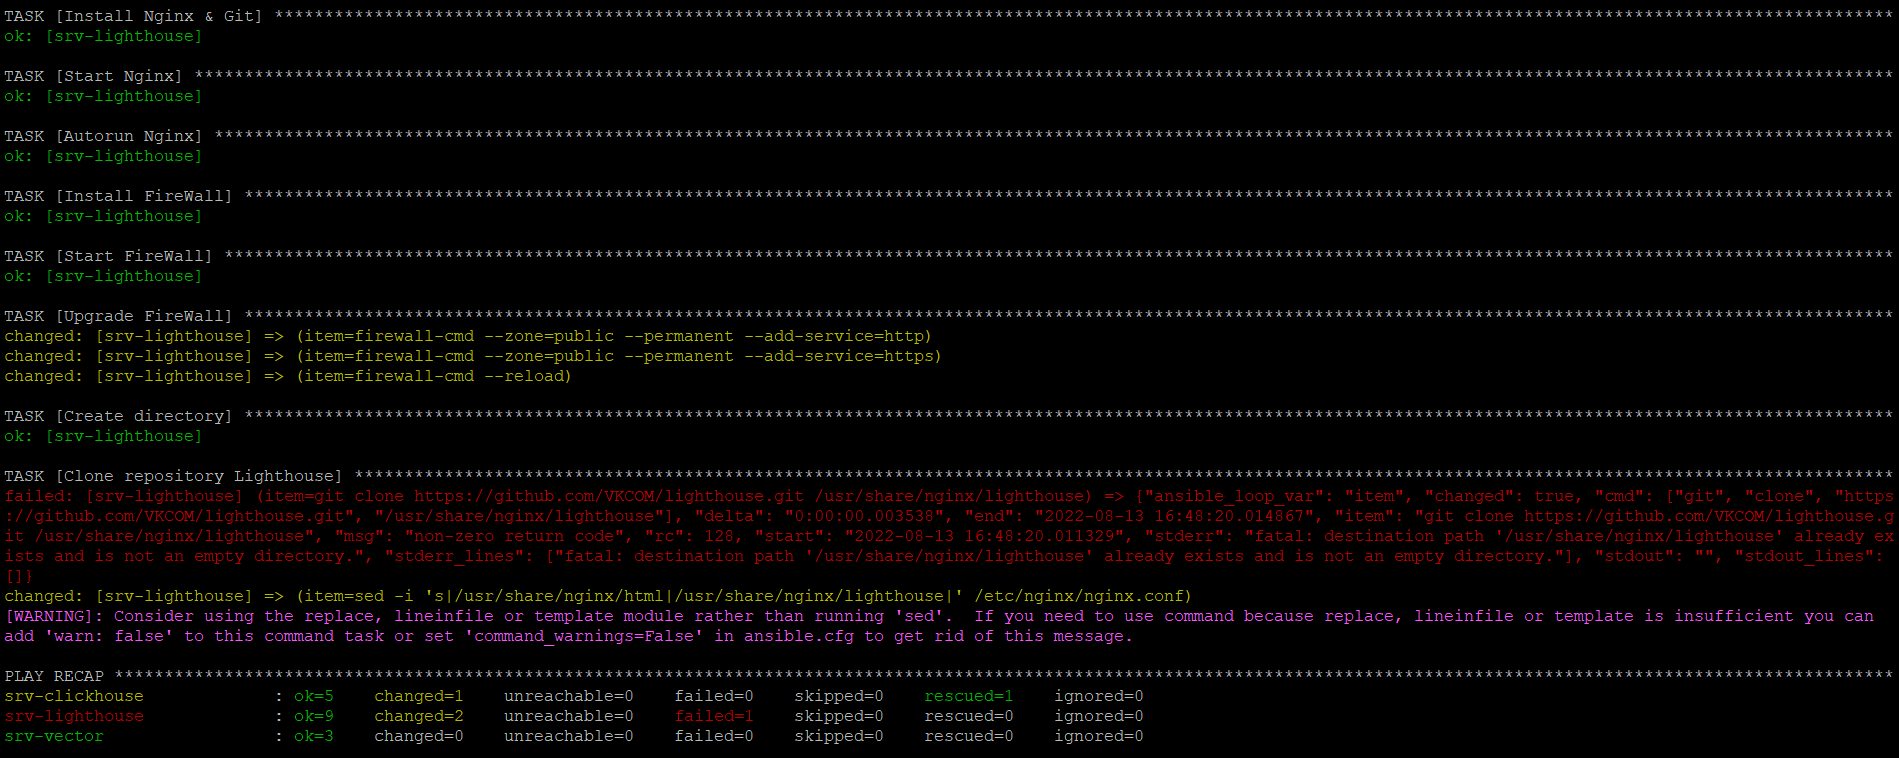 TASK [Install Nginx & Git] ******************************************************************************************************************************************************************
ok: [srv-lighthouse]
TASK [Start Nginx] **************************************************************************************************************************************************************************
ok: [srv-lighthouse]
TASK [Autorun Nginx] ************************************************************************************************************************************************************************
ok: [srv-lighthouse]
TASK [Install FireWall] *********************************************************************************************************************************************************************
ok: [srv-lighthouse]
TASK [Start FireWall] ***********************************************************************************************************************************************************************
ok: [srv-lighthouse]
TASK [Upgrade FireWall] *********************************************************************************************************************************************************************
changed: [srv-lighthouse] => (item=firewall-cmd --zone=public --permanent --add-service=http)
changed: [srv-lighthouse] => (item=firewall-cmd --zone=public --permanent --add-service=https)
changed: [srv-lighthouse] => (item=firewall-cmd --reload)
TASK [Create directory] *********************************************************************************************************************************************************************
ok: [srv-lighthouse]
TASK [Clone repository Lighthouse] **********************************************************************************************************************************************************
failed: [srv-lighthouse] (item=git clone https://github.com/VKCOM/lighthouse.git /usr/share/nginx/lighthouse) => {"ansible_loop_var": "item", "changed": true, "cmd": ["git", "clone", "https
://github.com/VKCOM/lighthouse.git", "/usr/share/nginx/lighthouse"], "delta": "0:00:00.003538", "end": "2022-08-13 16:48:20.014867", "item": "git clone https://github.com/VKCOM/lighthouse.g
it /usr/share/nginx/lighthouse", "msg": "non-zero return code", "rc": 128, "start": "2022-08-13 16:48:20.011329", "stderr": "fatal: destination path '/usr/share/nginx/lighthouse' already ex
ists and is not an empty directory.", "stderr_lines": ["fatal: destination path '/usr/share/nginx/lighthouse' already exists and is not an empty directory."], "stdout": "", "stdout_lines":
[]}
changed: [srv-lighthouse] => (item=sed -i 's|/usr/share/nginx/html|/usr/share/nginx/lighthouse|' /etc/nginx/nginx.conf)
[WARNING]: Consider using the replace, lineinfile or template module rather than running 'sed'.  If you need to use command because replace, lineinfile or template is insufficient you can
add 'warn: false' to this command task or set 'command_warnings=False' in ansible.cfg to get rid of this message.
PLAY RECAP **********************************************************************************************************************************************************************************
srv-clickhouse             : ok=5    changed=1    unreachable=0    failed=0    skipped=0    rescued=1    ignored=0
srv-lighthouse             : ok=9    changed=2    unreachable=0    failed=1    skipped=0    rescued=0    ignored=0
srv-vector                 : ok=3    changed=0    unreachable=0    failed=0    skipped=0    rescued=0    ignored=0